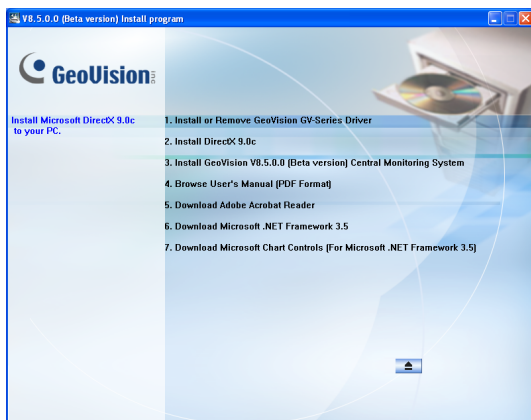 V8.5.0.0 (Beta version) Install program
GeoVision Inc
Install Microsoft DirectX 9.0c
to your PC.
1. Install or Remove GeoVision GV-Series Driver
2. Install DirectX 9.0c
3. Install GeoVision V8.5.0.0 (Beta version) Central Monitoring System
4. Browse User's Manual (PDF Format)
5. Download Adobe Acrobat Reader
6. Download Microsoft .NET Framework 3.5
7. Download Microsoft Chart Controls (For Microsoft .NET Framework 3.5)